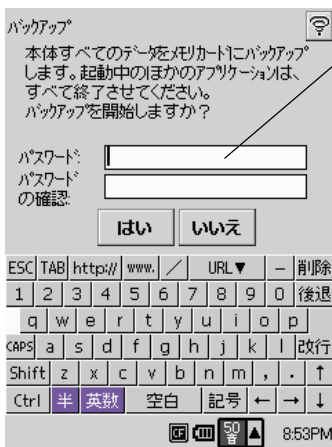 バックアップ
本体すべてのデータをメモリカード1にバックアップ
します。起動中のほかのアプリケーションは、
すべて終了させてください。
バックアップを開始しますか？
パスワード:
パスワード
の確認:
はい いいえ
ESC TAB http:// www. / URL▼ - 削除
1 2 3 4 5 6 7 8 9 0 後退
q w e r t y u i o p
CAPS a s d f g h j k l 改行
Shift z x c v b n m , . ↑
Ctrl 半 英数 空白 記号 ← → ↓
CF 50音 ▲ 8:53PM